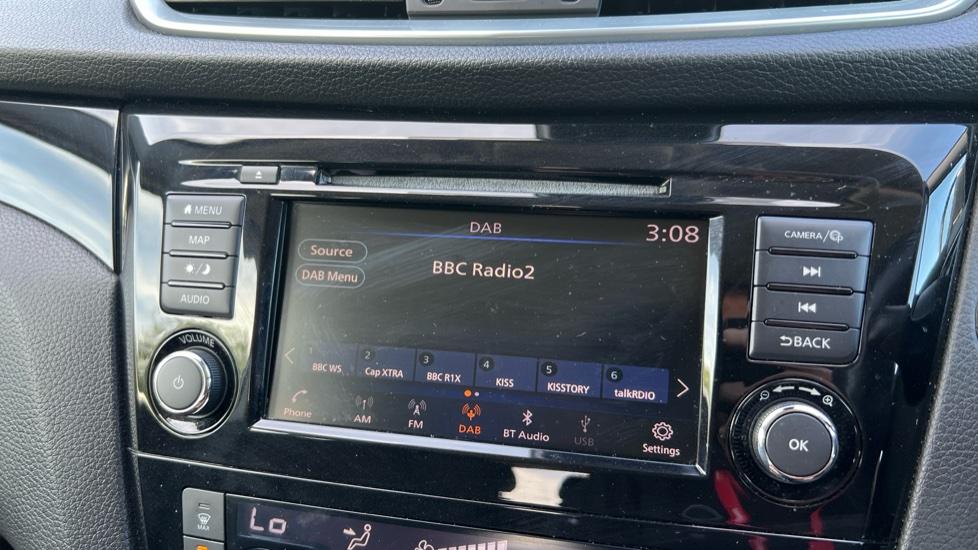 DAB
3:08
Source
DAB Menu
BBC Radio2
MENU
MAP
AUDIO
VOLUME
1 BBC WS
2 Cap XTRA
3 BBC R1X
4 KISS
5 KISSTORY
6 talkRDIO
Phone
AM
FM
DAB
BT Audio
USB
Settings
CAMERA/
BACK
OK
MAX
Lo